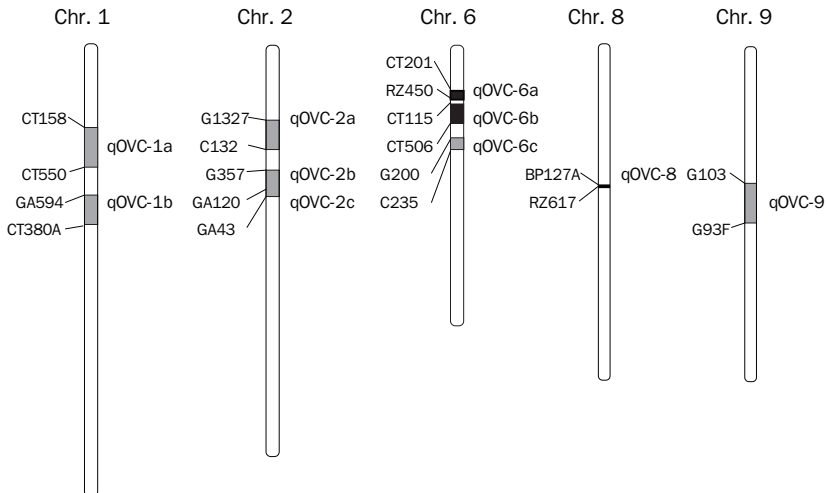 Chr. 1
Chr. 2
Chr. 6
Chr. 8
Chr. 9
CT158
qOVC-1a
CT550
GA594
qOVC-1b
CT380A
G1327
qOVC-2a
C132
G357
qOVC-2b
GA120
qOVC-2c
GA43
CT201
RZ450
qOVC-6a
CT115
qOVC-6b
CT506
qOVC-6c
G200
C235
BP127A
qOVC-8
RZ617
G103
qOVC-9
G93F